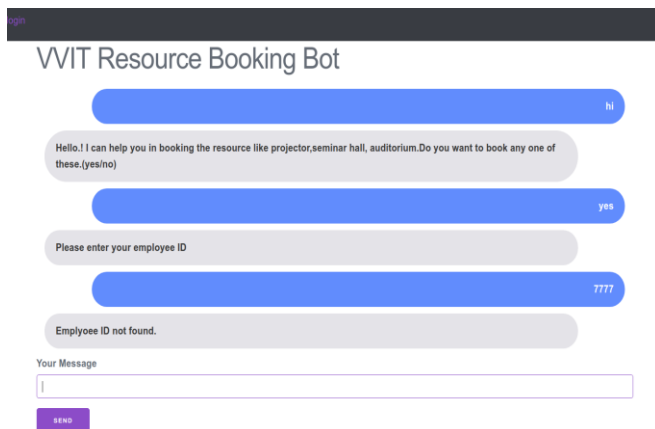 ogin
VVIT Resource Booking Bot
hi
Hello.! I can help you in booking the resource like projector,seminar hall, auditorium.Do you want to book any one of
these.(yes/no)
yes
Please enter your employee ID
7777
Emplyoee ID not found.
Your Message
SEND